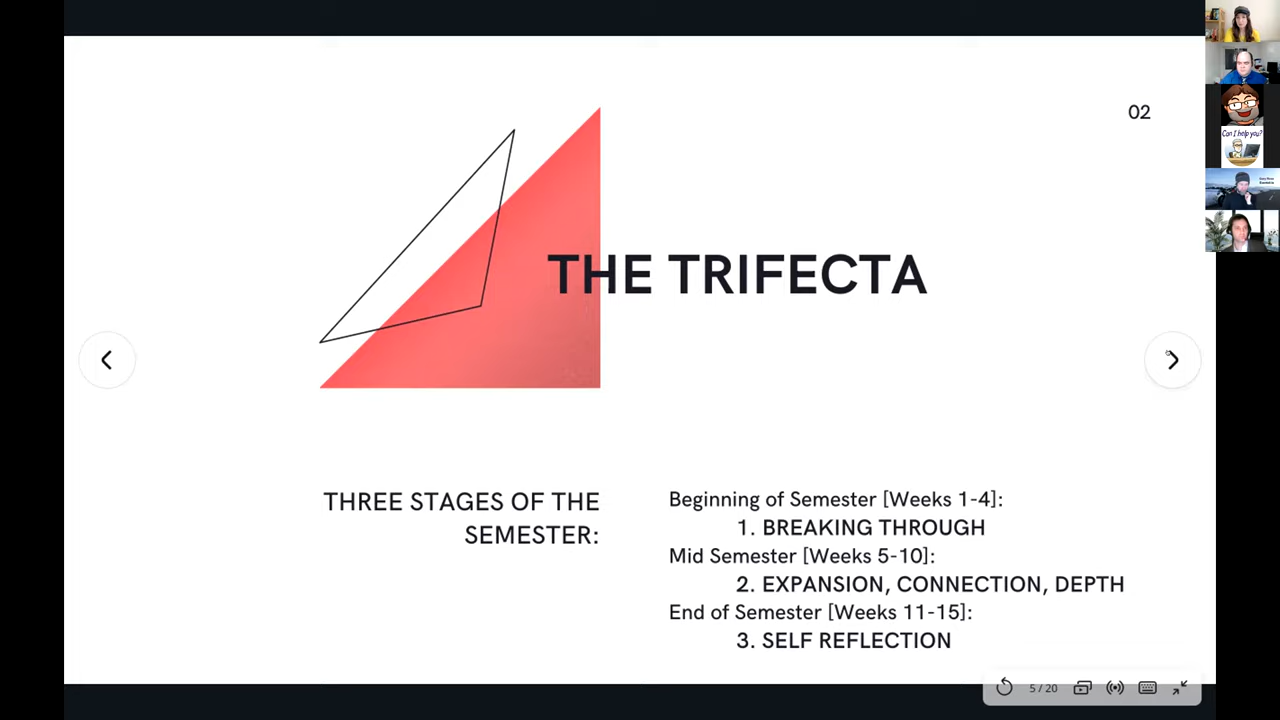 02
THE TRIFECTA
THREE STAGES OF THE
SEMESTER:
Beginning of Semester [Weeks 1-4]:
1. BREAKING THROUGH
Mid Semester [Weeks 5-10]:
2. EXPANSION, CONNECTION, DEPTH
End of Semester [Weeks 11-15]:
3. SELF REFLECTION
5 / 20
Can I help you?